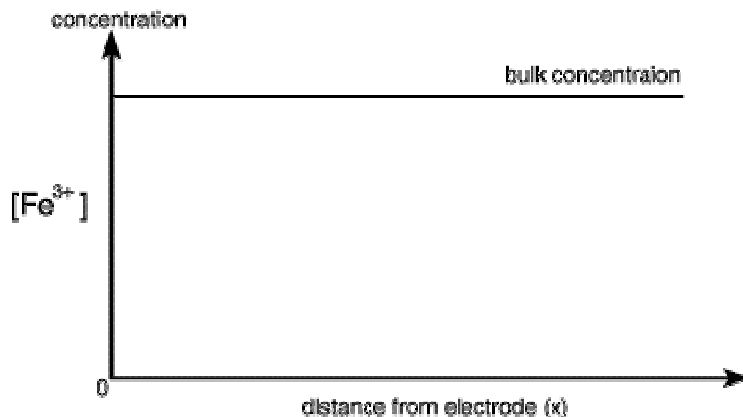 concentration
bulk concentraion
[Fe³⁺]
0
distance from electrode (x)